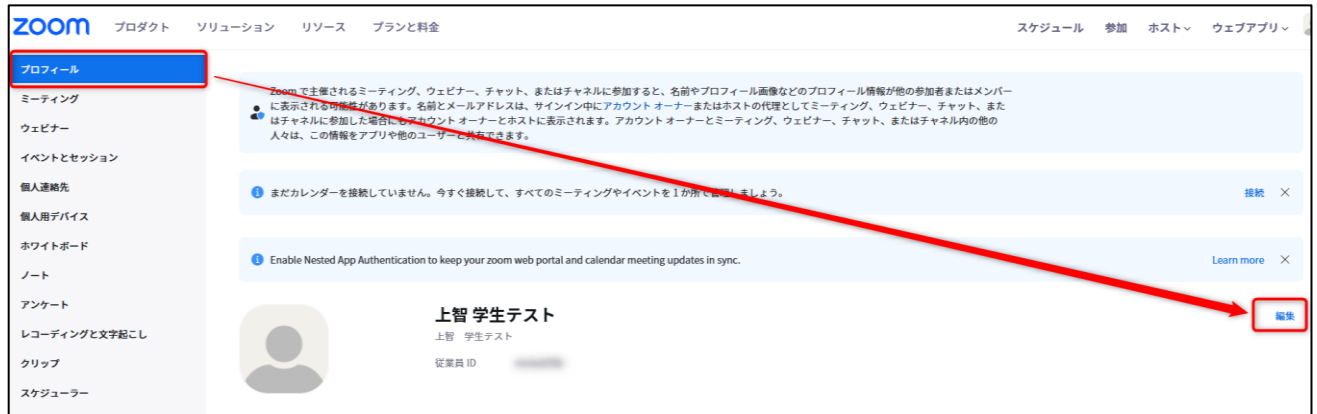 zoom プロダクト ソリューション リソース プランと料金 スケジュール 参加 ホスト ウェブアプリ
プロフィール
ミーティング
ウェビナー
イベントとセッション
個人連絡先
個人用デバイス
ホワイトボード
ノート
アンケート
レコーディングと文字起こし
クリップ
スケジューラー
Zoom で主催されるミーティング、ウェビナー、チャット、またはチャネルに参加すると、名前やプロフィール画像などのプロフィール情報が他の参加者またはメンバー
に表示される可能性があります。名前とメールアドレスは、サインイン中にアカウント オーナーまたはホストの代理としてミーティング、ウェビナー、チャット、また
はチャネルに参加した場合にもアカウント オーナーとホストに表示されます。アカウント オーナーとミーティング、ウェビナー、チャット、またはチャネル内の他の
人々は、この情報をアプリや他のユーザーと共有できます。
まだカレンダーを接続していません。今すぐ接続して、すべてのミーティングやイベントを 1 か所で管理しましょう。 接続
Enable Nested App Authentication to keep your zoom web portal and calendar meeting updates in sync. Learn more
上智 学生テスト 編集
上智 学生テスト
従業員 ID